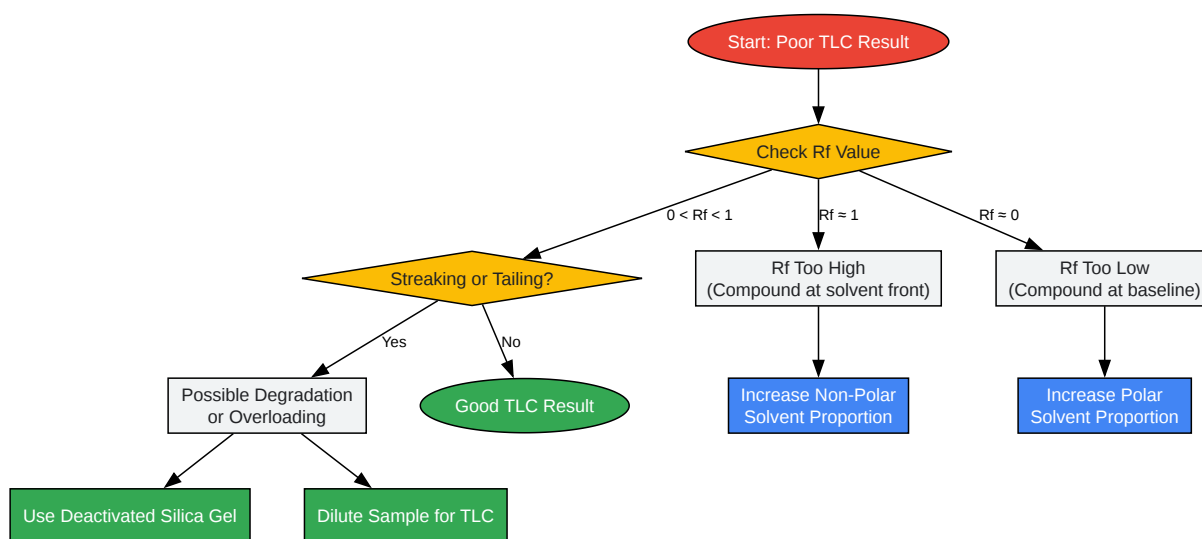 Start: Poor TLC Result
Check Rf Value
0 < Rf < 1
Rf ≈ 1
Rf ≈ 0
Streaking or Tailing?
Rf Too High
(Compound at solvent front)
Rf Too Low
(Compound at baseline)
Yes
No
Possible Degradation
or Overloading
Good TLC Result
Increase Non-Polar
Solvent Proportion
Increase Polar
Solvent Proportion
Use Deactivated Silica Gel
Dilute Sample for TLC